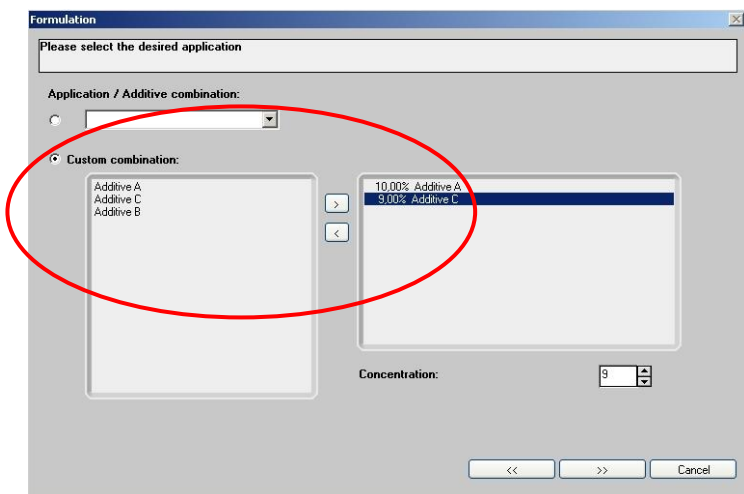 Formulation
Please select the desired application
Application / Additive combination:
Custom combination:
Additive A
Additive C
Additive B
>
<
10,00% Additive A
9,00% Additive C
Concentration:
9
<<
>>
Cancel